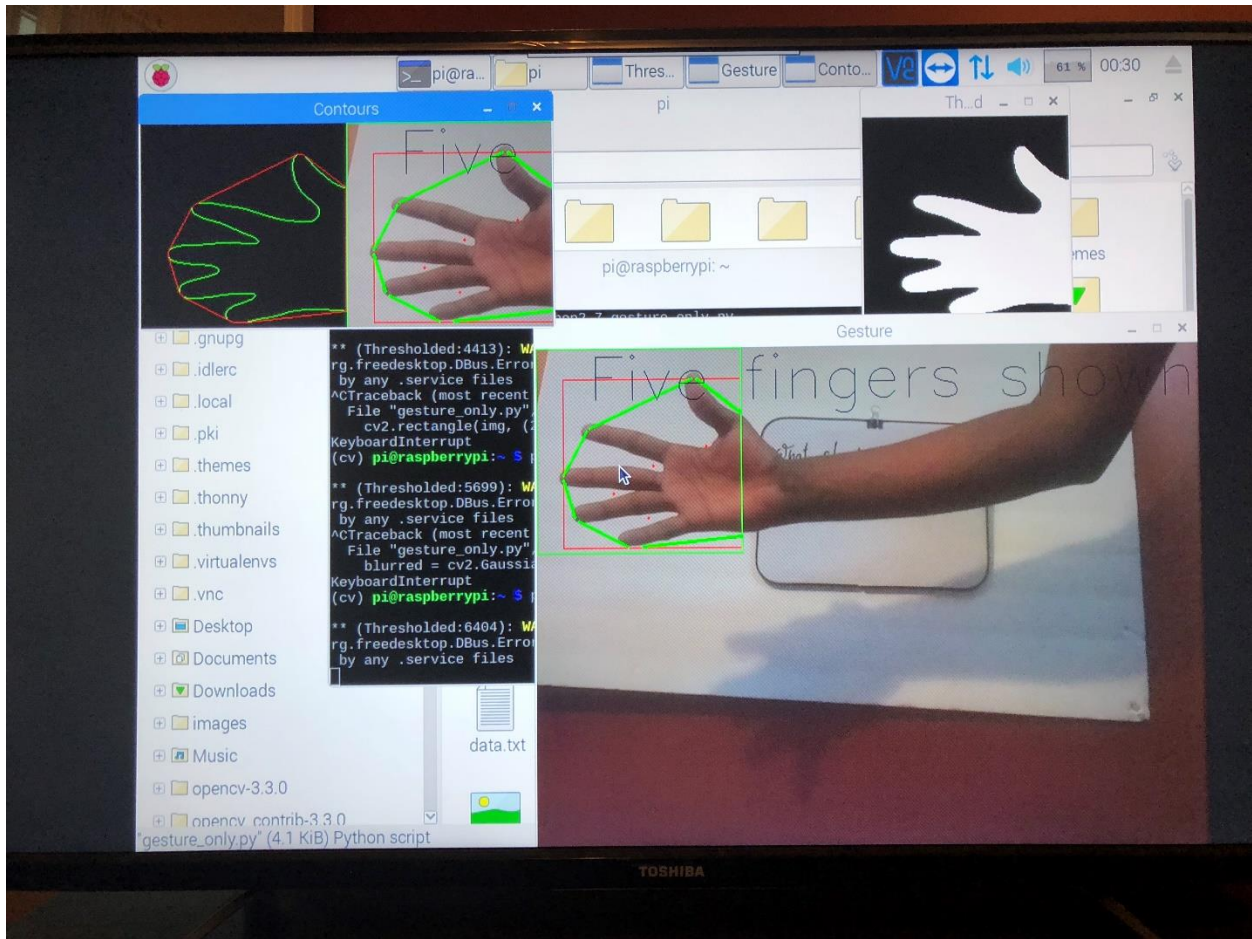 pi@ra...
pi
Thres...
Gesture
Conto...
61 %
00:30
Contours
pi
Th...d
Five
pi@raspberrypi: ~
Gesture
Five fingers shown
.gnupg
.idlerc
.local
.pki
.themes
.thonny
.thumbnails
.virtualenvs
.vnc
Desktop
Documents
Downloads
images
Music
opencv-3.3.0
opencv_contrib-3.3.0
** (Thresholded:4413): WA
rg.freedesktop.DBus.Error
by any .service files
^CTraceback (most recent
File "gesture_only.py",
cv2.rectangle(img, (2
KeyboardInterrupt
(cv) pi@raspberrypi:~ $ p
** (Thresholded:5699): WA
rg.freedesktop.DBus.Erro
by any .service files
^CTraceback (most recent
File "gesture_only.py",
blurred = cv2.Gaussia
KeyboardInterrupt
(cv) pi@raspberrypi:~ $ p
** (Thresholded:6404): WA
rg.freedesktop.DBus.Error
by any .service files
data.txt
"gesture_only.py" (4.1 KiB) Python script
TOSHIBA